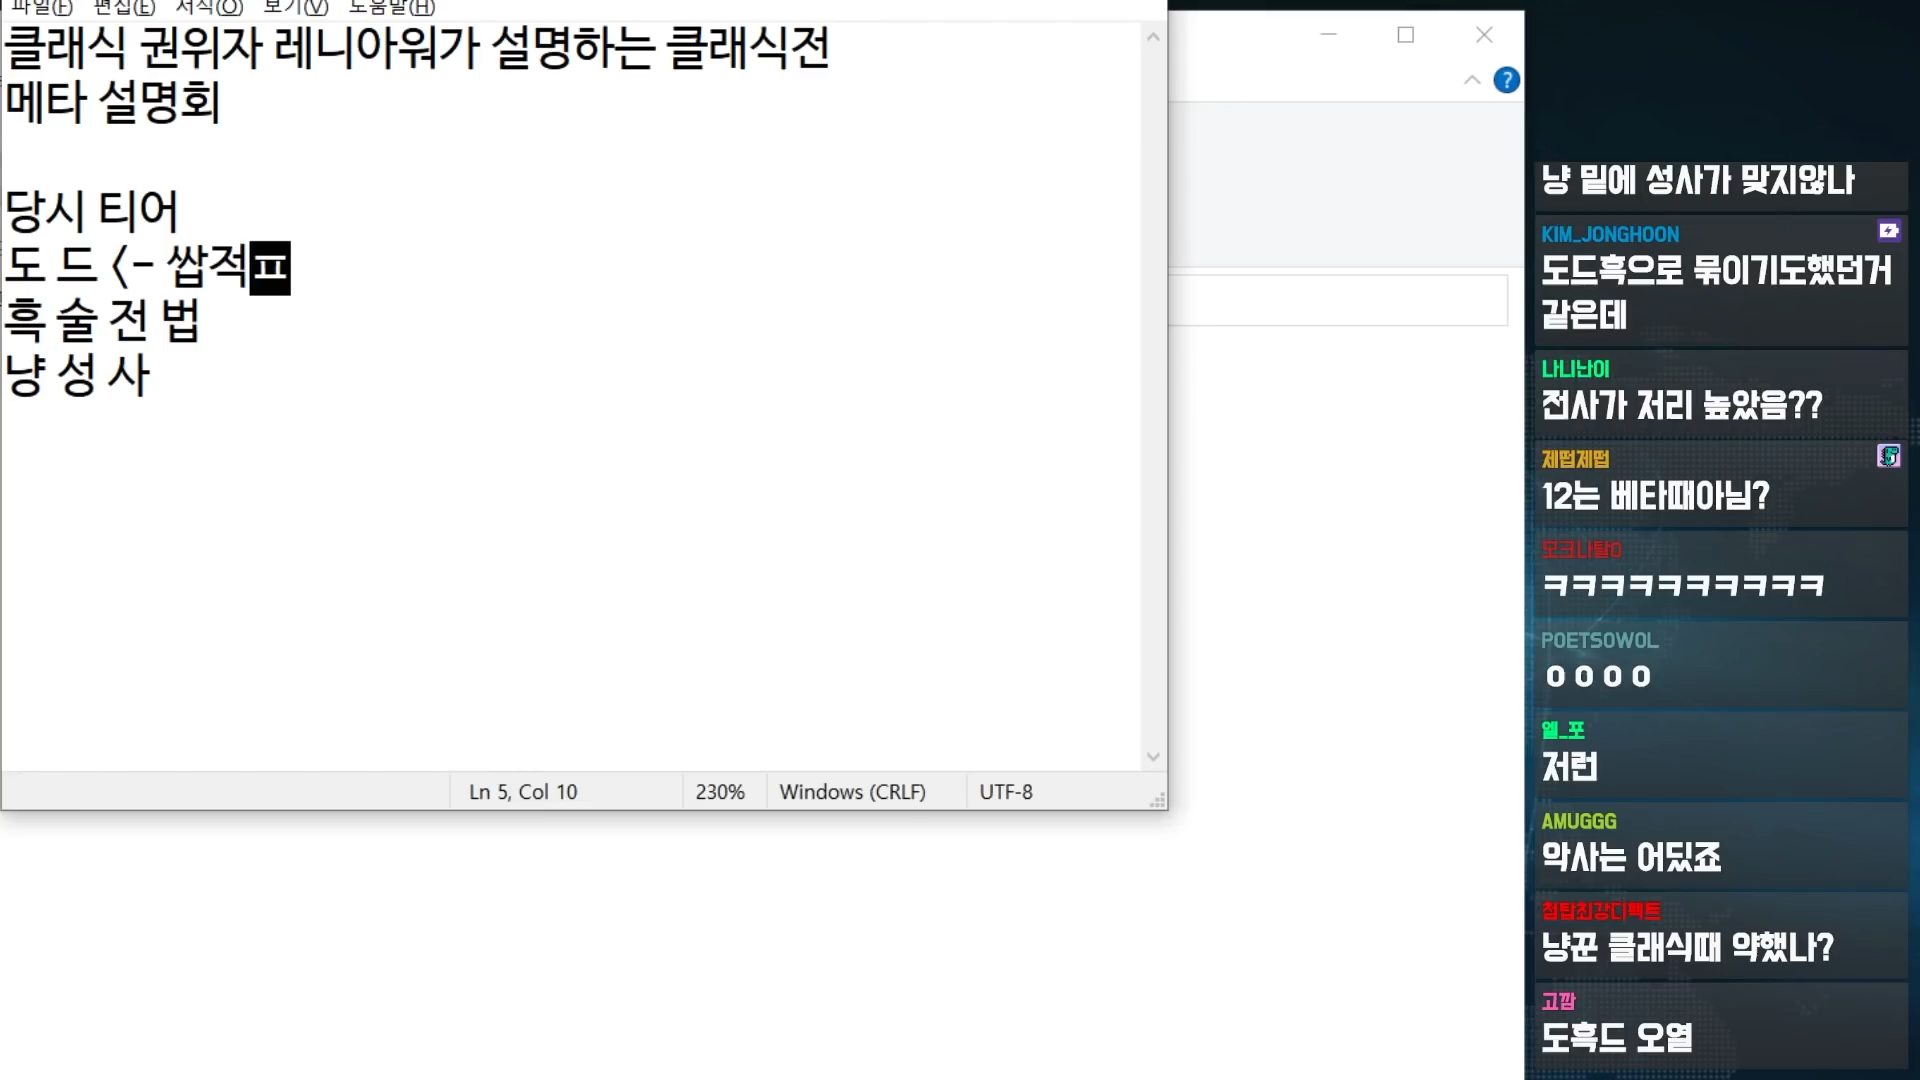 파일(F) 편집(E) 서식(O) 보기(V) 도움말(H)
클래식 권위자 레니아워가 설명하는 클래식전
메타 설명회
당시 티어
도 드 <- 쌉적ㅛ
흑 술 전 법
냥 성 사
Ln 5, Col 10
230%
Windows (CRLF)
UTF-8
?
냥 밑에 성사가 맞지않나
KIM_JONGHOON
도드흑으로 묶이기도했던거
같은데
나니난이
전사가 저리 높았음??
제떱제떱
12는 베타때아님?
모크나탈0
ㅋㅋㅋㅋㅋㅋㅋㅋㅋㅋ
POETSOWOL
ㅇㅇㅇㅇ
엘_포
저런
AMUGGG
악사는 어딨죠
첨탑최강디펙트
냥꾼 클래식때 약했나?
고깜
도흑드 오열